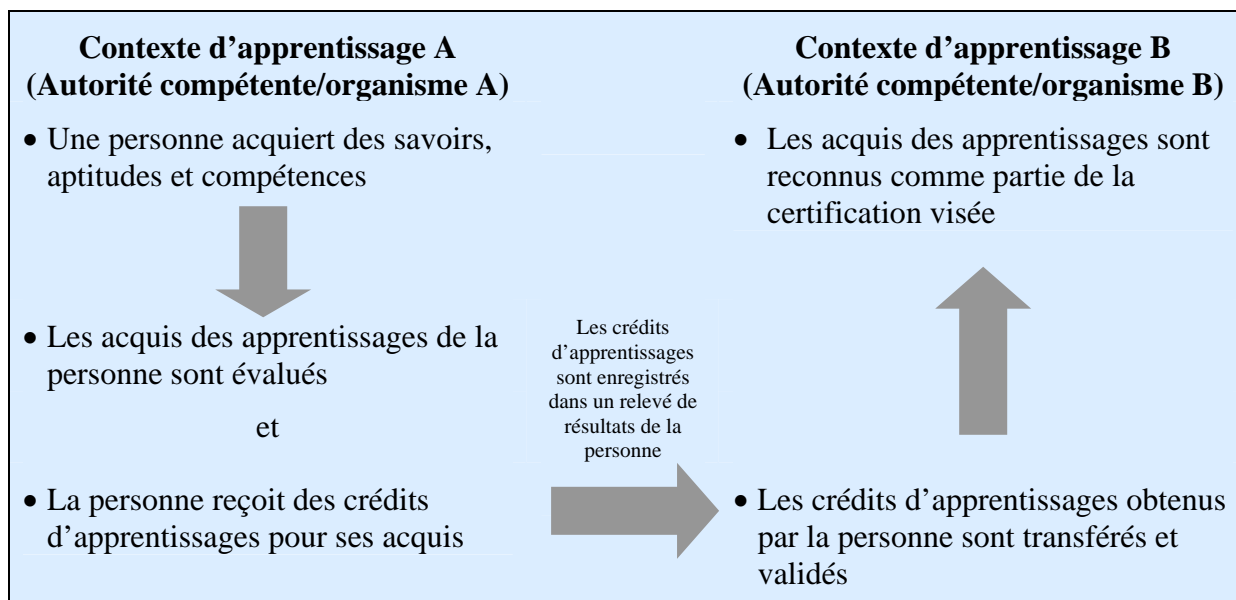 Contexte d’apprentissage A
(Autorité compétente/organisme A)
• Une personne acquiert des savoirs,
aptitudes et compétences
• Les acquis des apprentissages de la
personne sont évalués
et
• La personne reçoit des crédits
d’apprentissages pour ses acquis
Les crédits
d’apprentissages
sont enregistrés
dans un relevé de
résultats de la
personne
Contexte d’apprentissage B
(Autorité compétente/organisme B)
• Les acquis des apprentissages sont
reconnus comme partie de la
certification visée
• Les crédits d’apprentissages obtenus
par la personne sont transférés et
validés